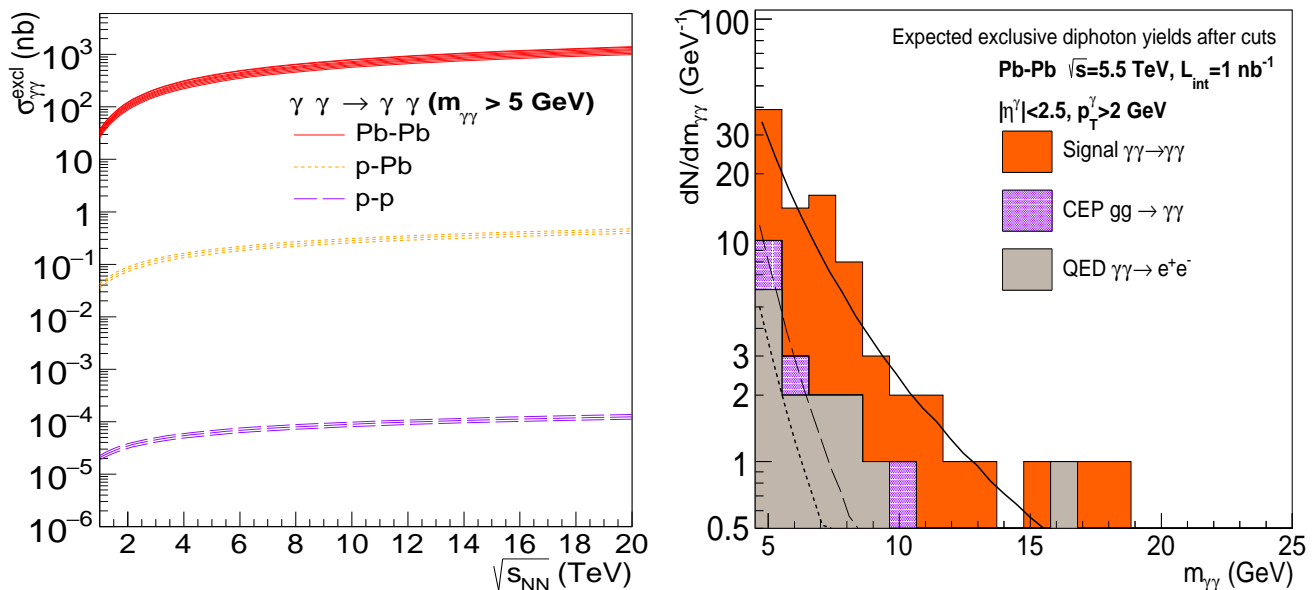 σ_γγ^excl (nb)
10^3
10^2
10
1
10^-1
10^-2
10^-3
10^-4
10^-5
10^-6
γ γ → γ γ (m_γγ > 5 GeV)
Pb-Pb
p-Pb
p-p
2 4 6 8 10 12 14 16 18 20
√s_NN (TeV)
dN/dm_γγ (GeV^-1)
100
30
20
10
3
2
1
0.5
Expected exclusive diphoton yields after cuts
Pb-Pb √s=5.5 TeV, L_int=1 nb^-1
|η^γ|<2.5, p_T^γ>2 GeV
Signal γγ→γγ
CEP gg → γγ
QED γγ→ e^+e^-
5 10 15 20 25
m_γγ (GeV)